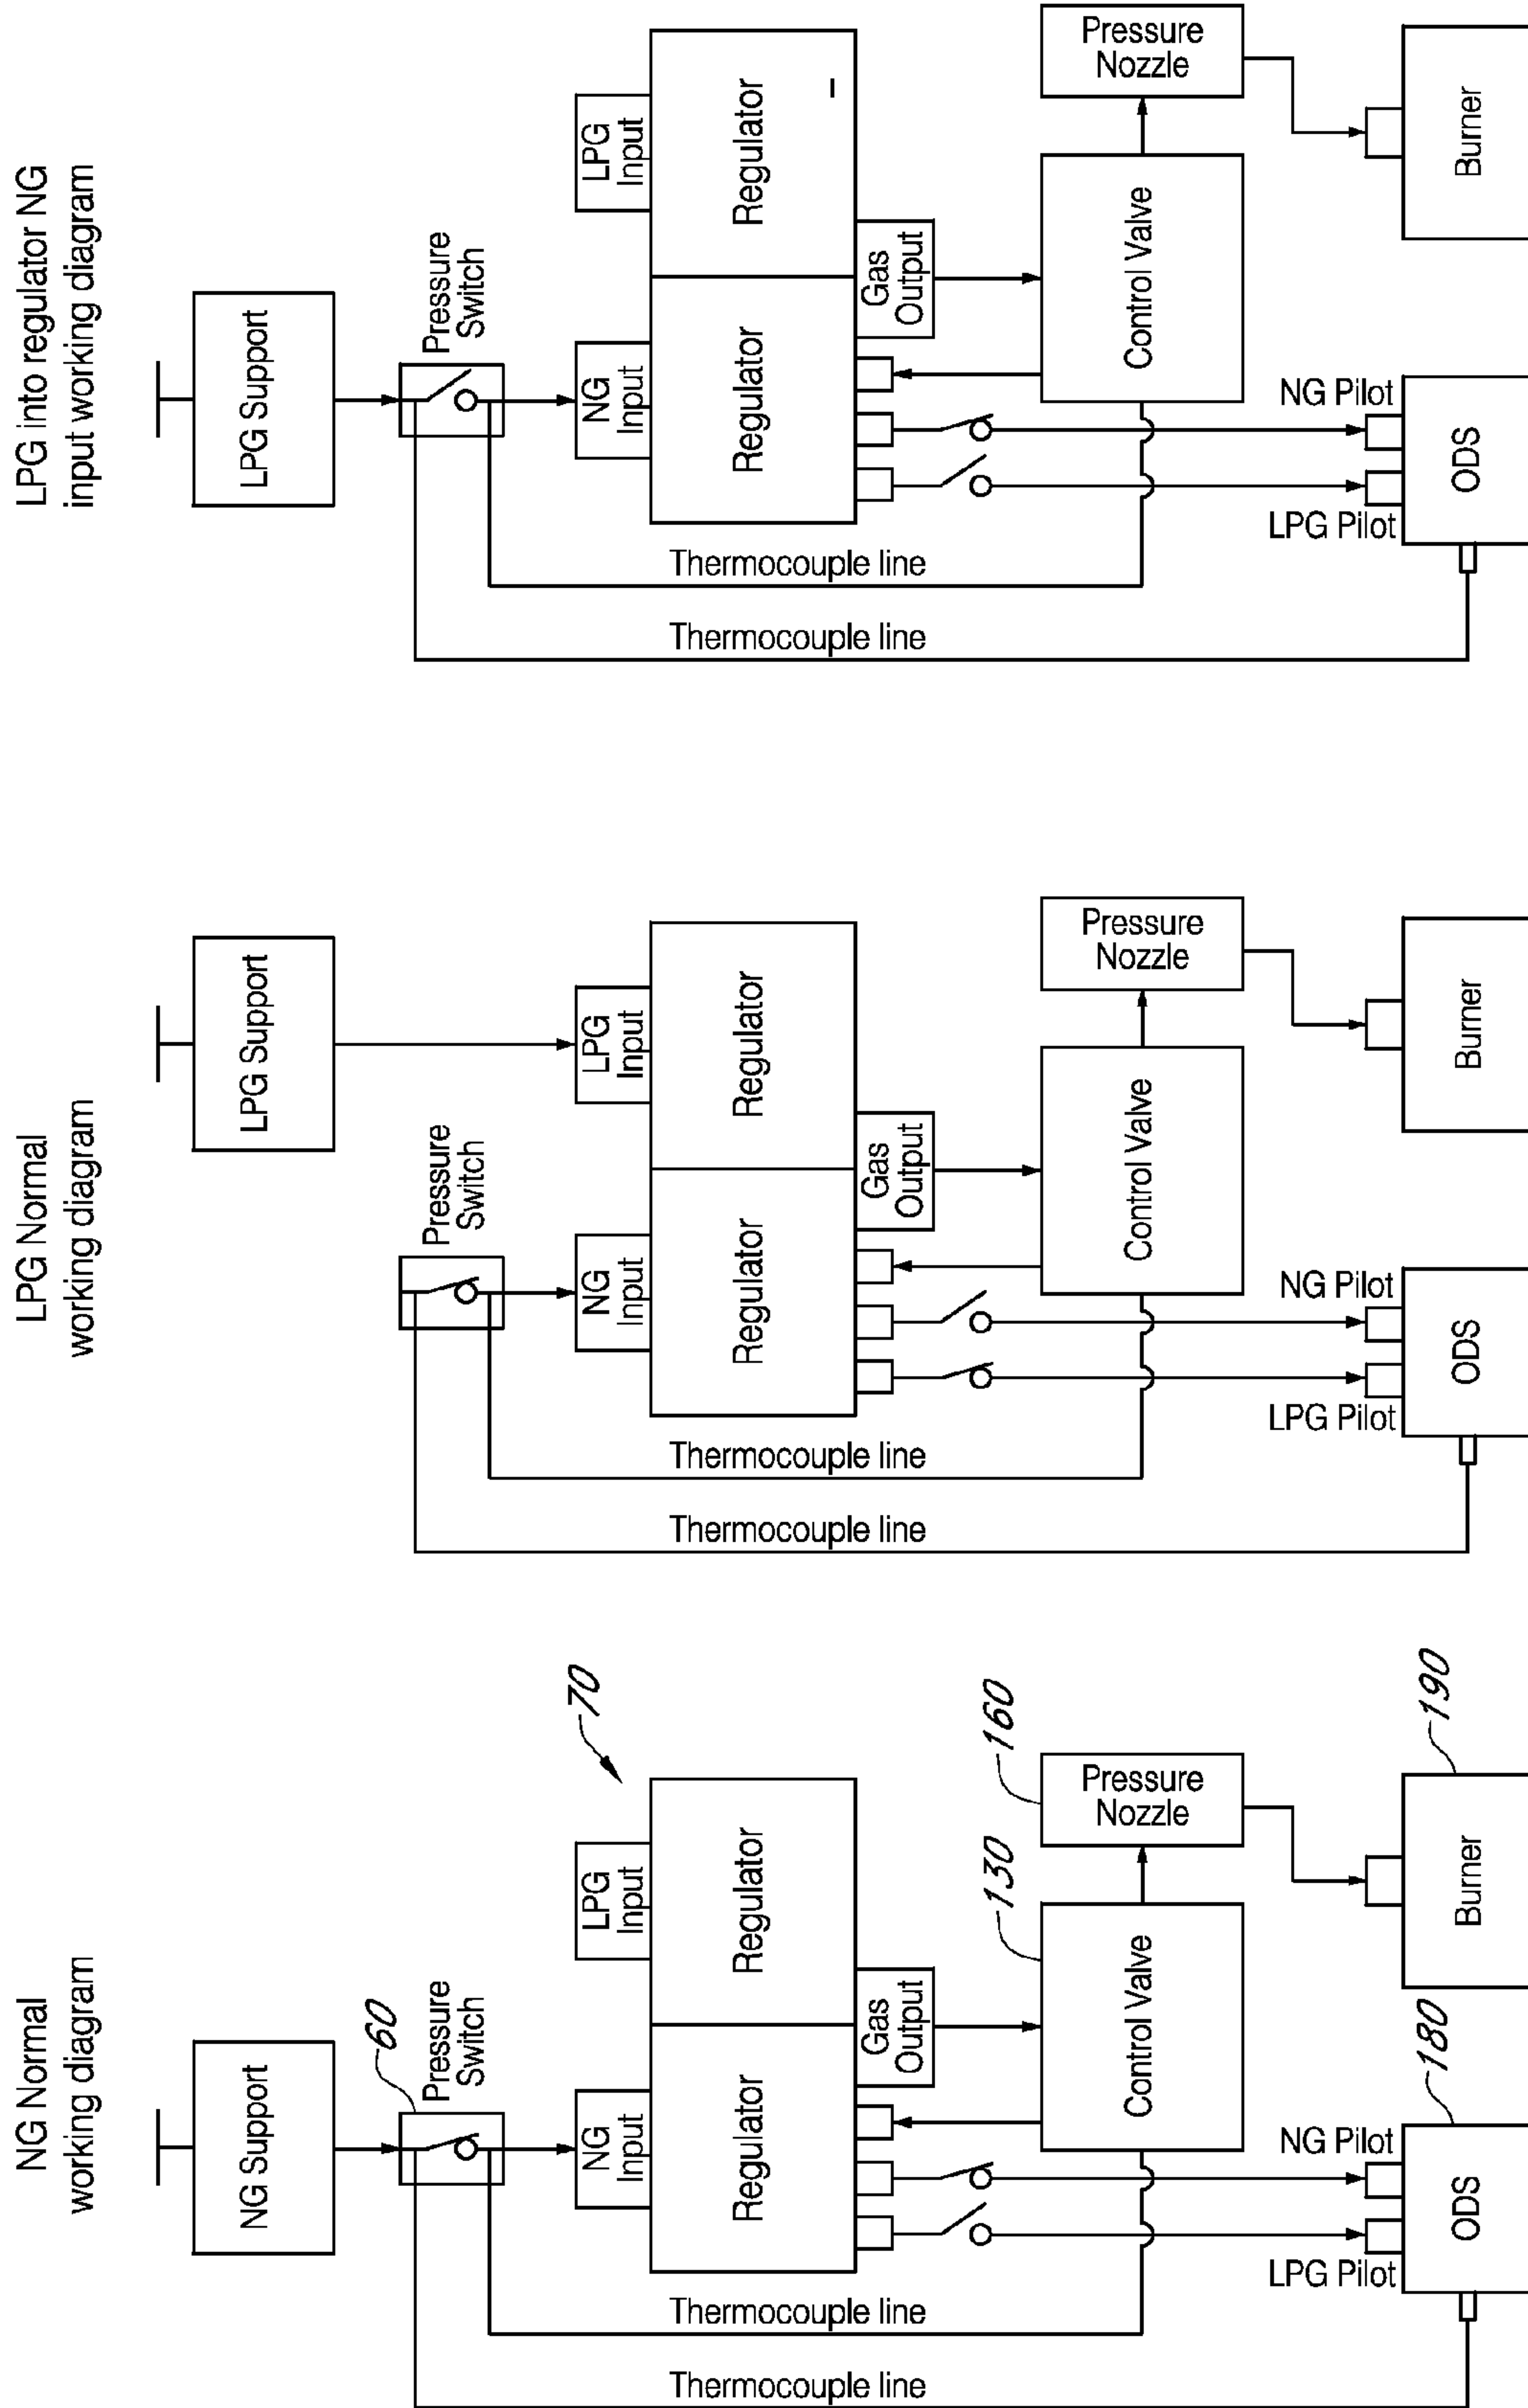 NG Normal
working diagram
NG Support
60
Pressure
Switch
NG
Input
LPG
Input
70
Regulator
Regulator
Gas
Output
130
Control Valve
160
Pressure
Nozzle
Thermocouple line
Thermocouple line
NG Pilot
LPG Pilot
180
ODS
190
Burner
LPG Normal
working diagram
LPG Support
Pressure
Switch
NG
Input
LPG
Input
Regulator
Regulator
Gas
Output
Control Valve
Pressure
Nozzle
Thermocouple line
Thermocouple line
NG Pilot
LPG Pilot
ODS
Burner
LPG into regulator NG
input working diagram
LPG Support
Pressure
Switch
NG
Input
LPG
Input
Regulator
Regulator
Gas
Output
Control Valve
Pressure
Nozzle
Thermocouple line
Thermocouple line
NG Pilot
LPG Pilot
ODS
Burner